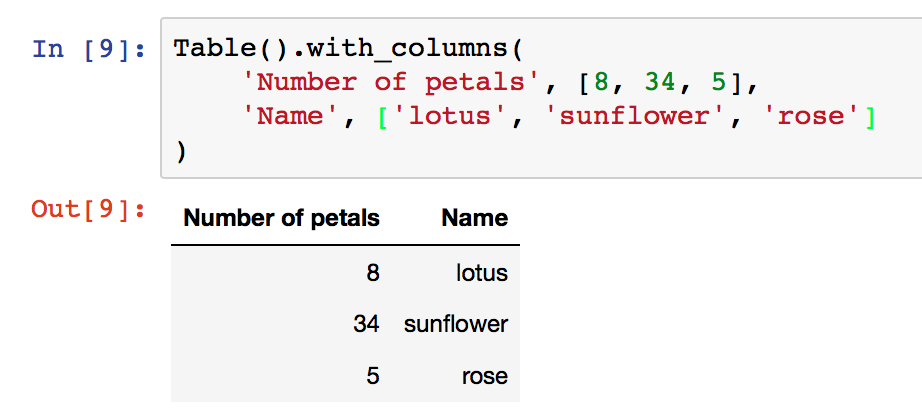 In [9]: Table().with_columns(
'Number of petals', [8, 34, 5],
'Name', ['lotus', 'sunflower', 'rose']
)
Out[9]:
Number of petals Name
8 lotus
34 sunflower
5 rose